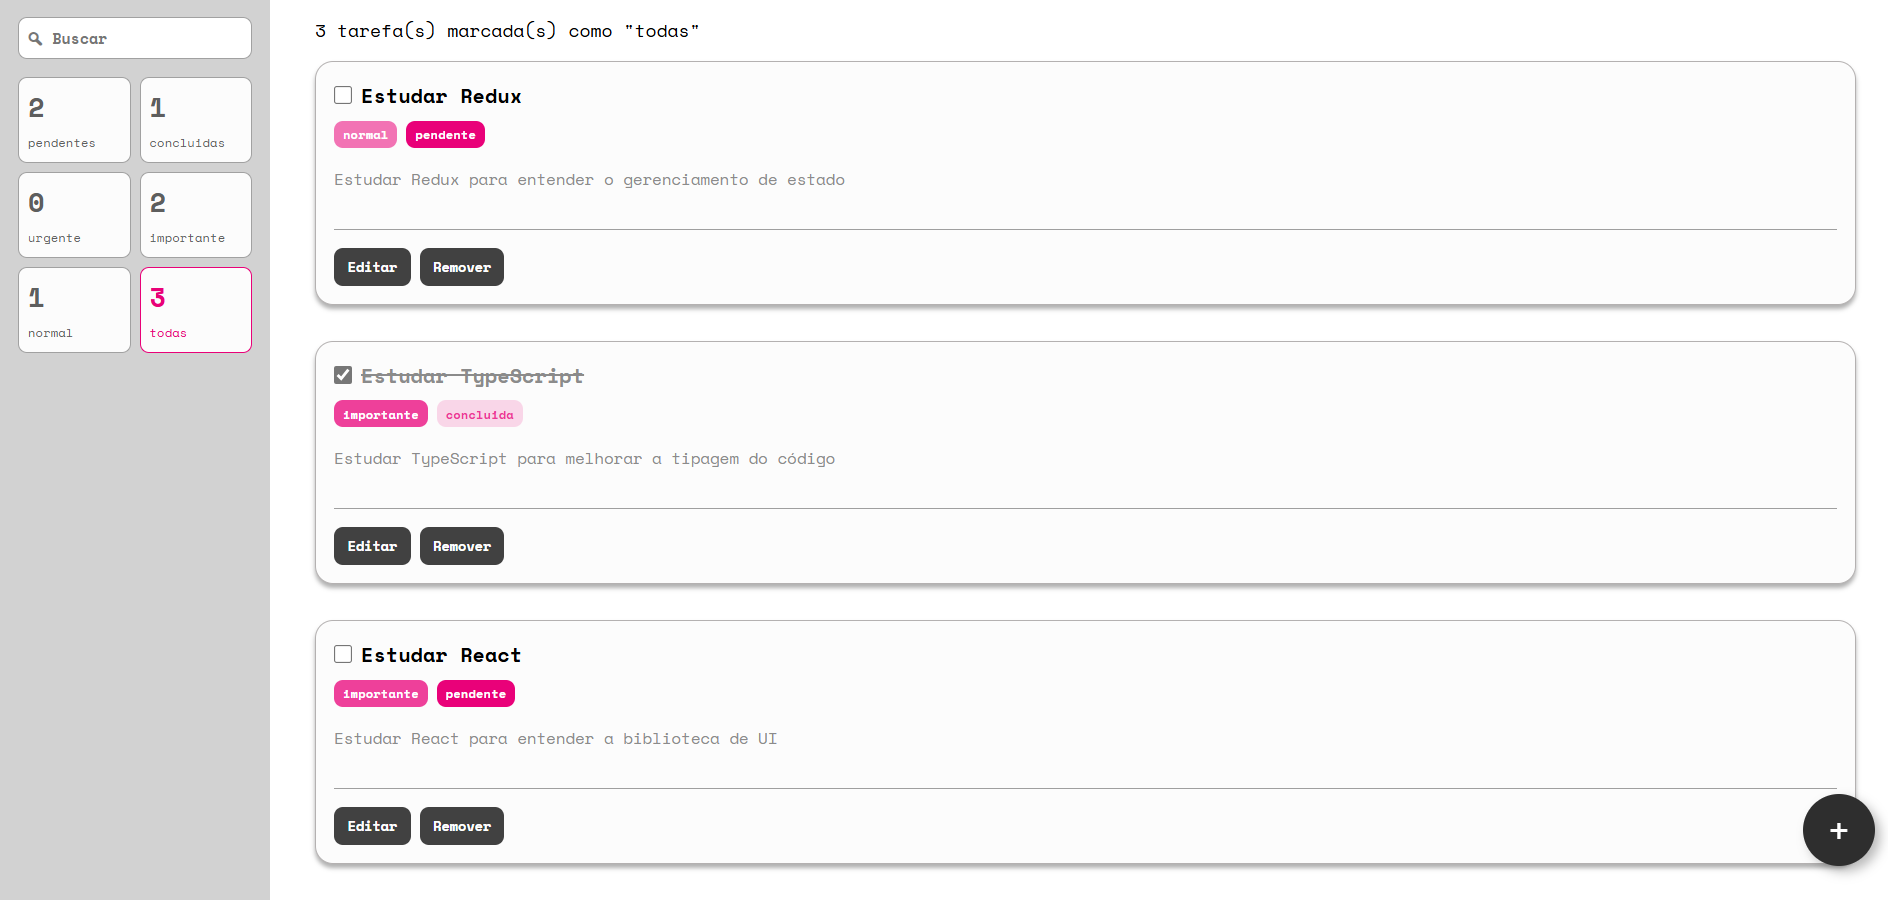 Buscar
2
pendentes
1
concluidas
0
urgente
2
importante
1
normal
3
todas
3 tarefa(s) marcada(s) como "todas"
Estudar Redux
normal pendente
Estudar Redux para entender o gerenciamento de estado
Editar Remover
Estudar TypeScript
importante concluida
Estudar TypeScript para melhorar a tipagem do código
Editar Remover
Estudar React
importante pendente
Estudar React para entender a biblioteca de UI
Editar Remover
+